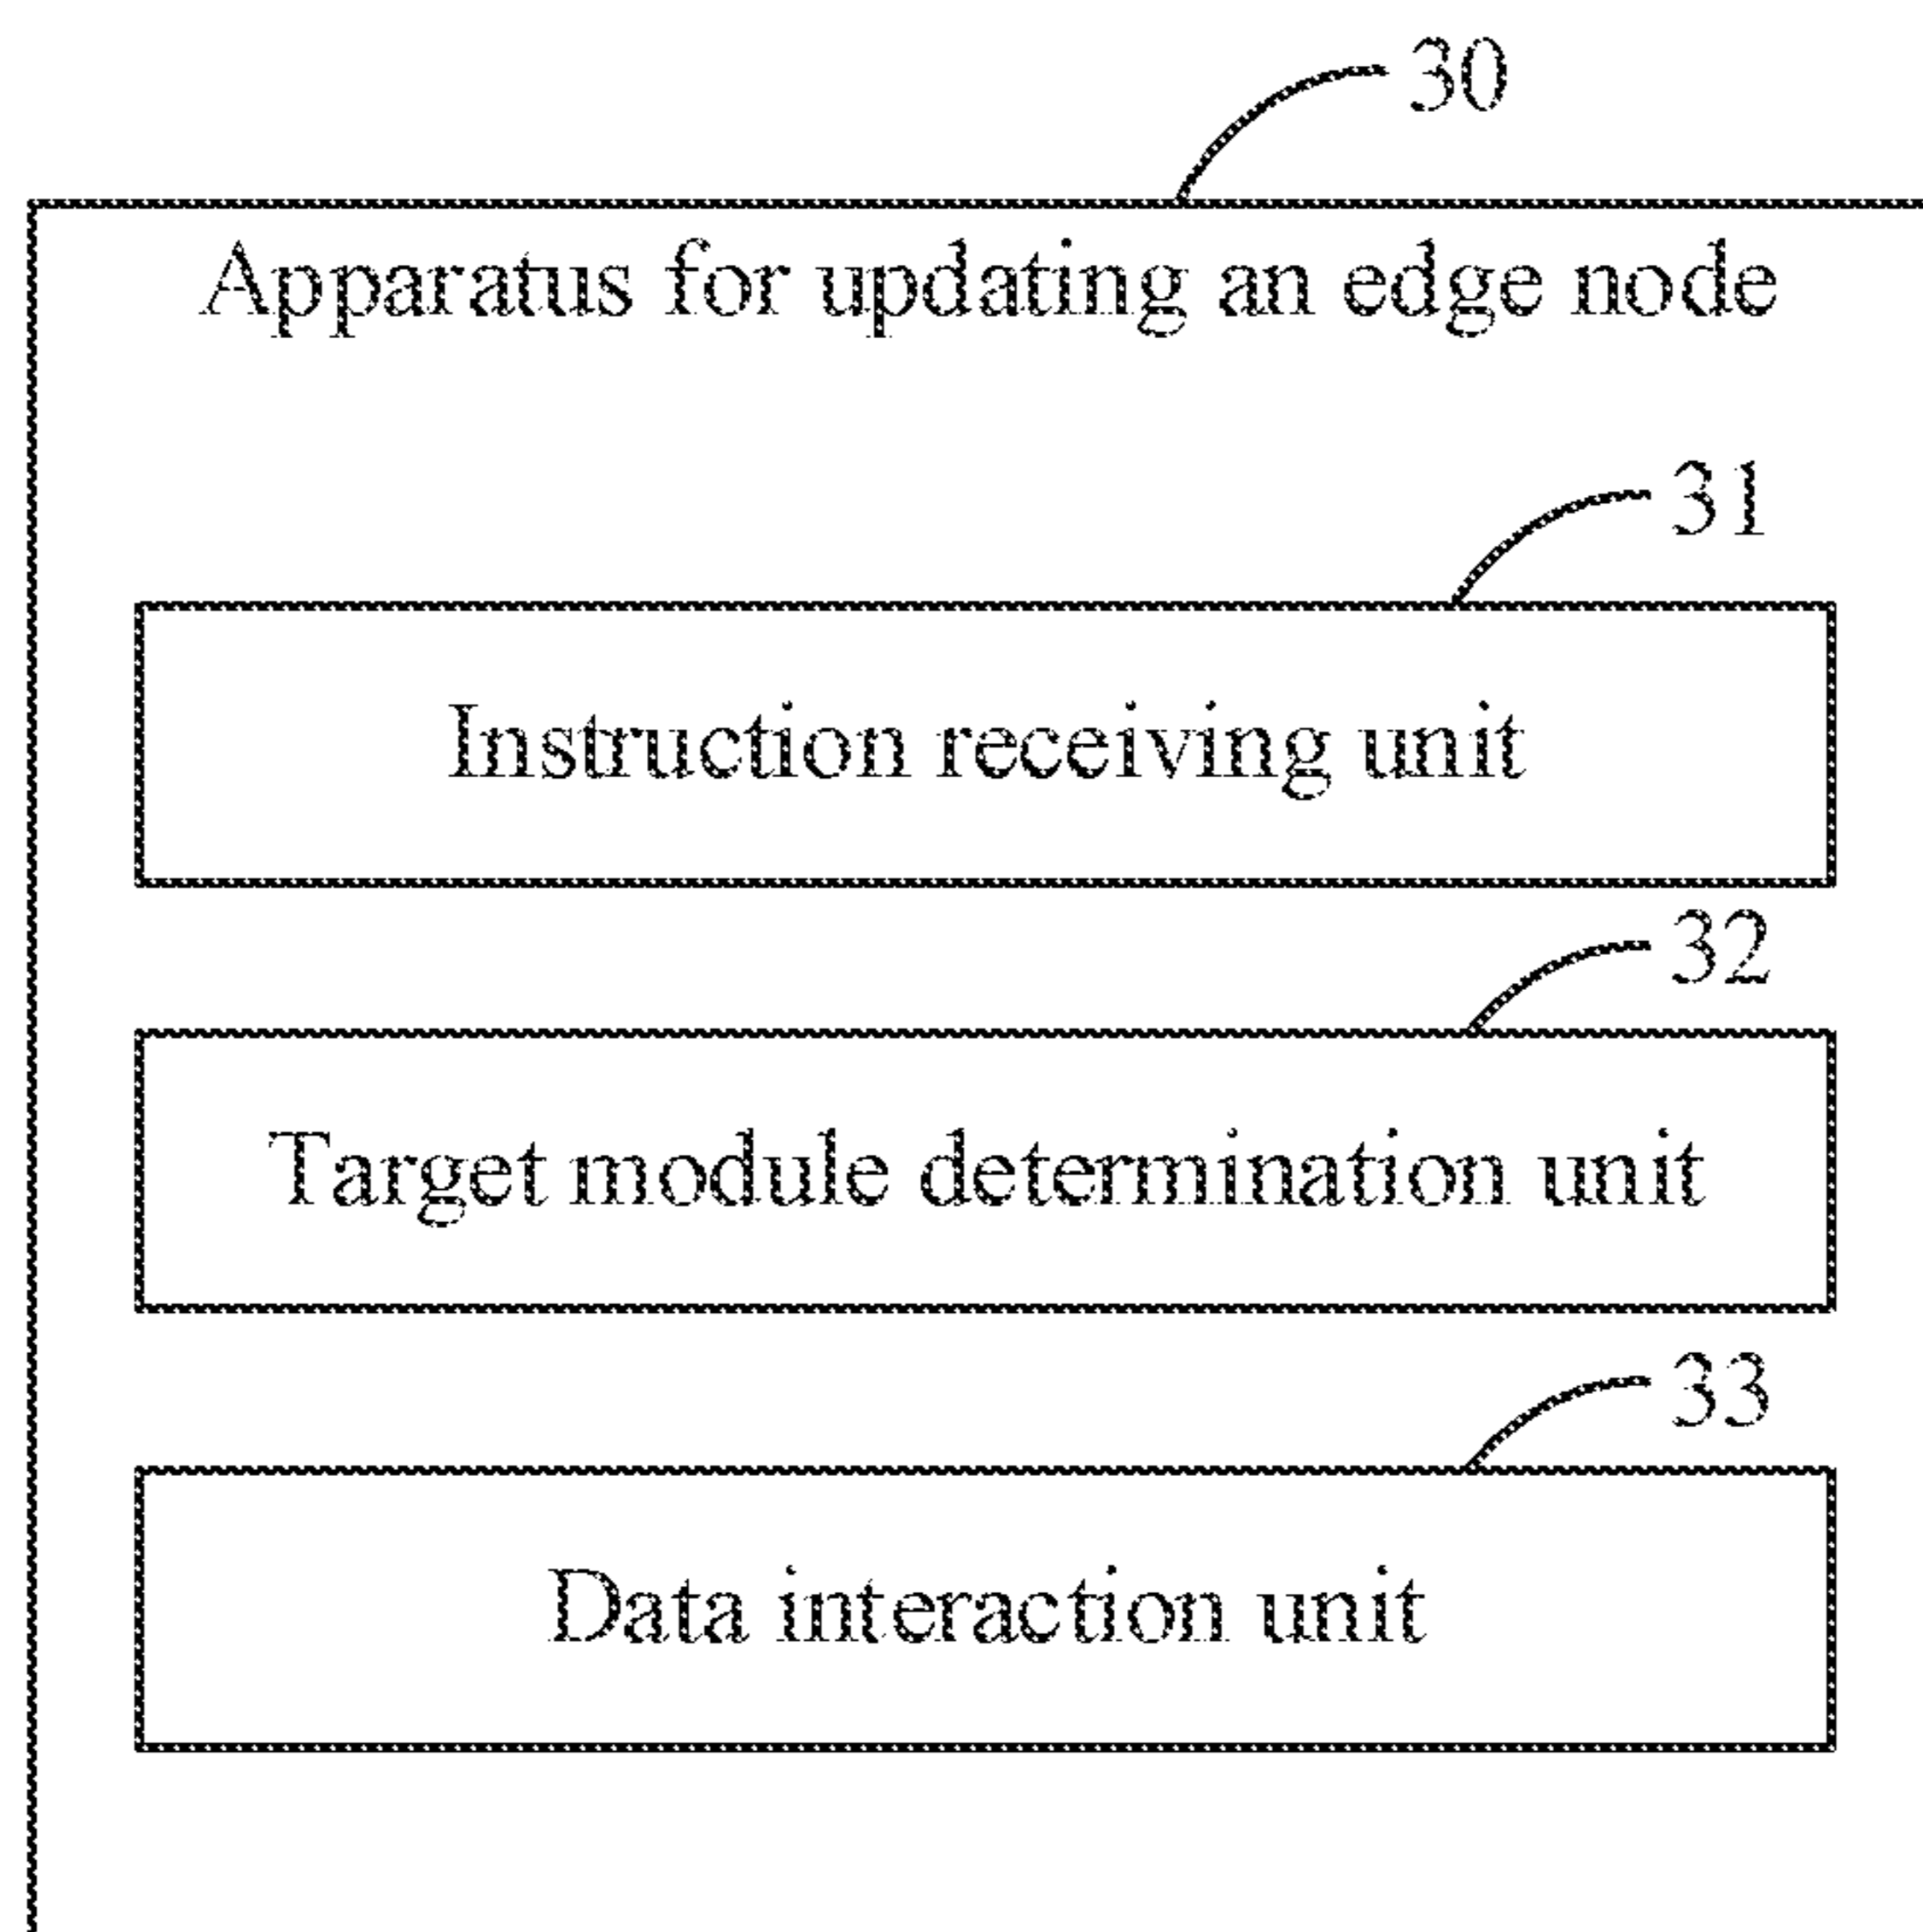 30
Apparatus for updating an edge node
31
Instruction receiving unit
32
Target module determination unit
33
Data interaction unit